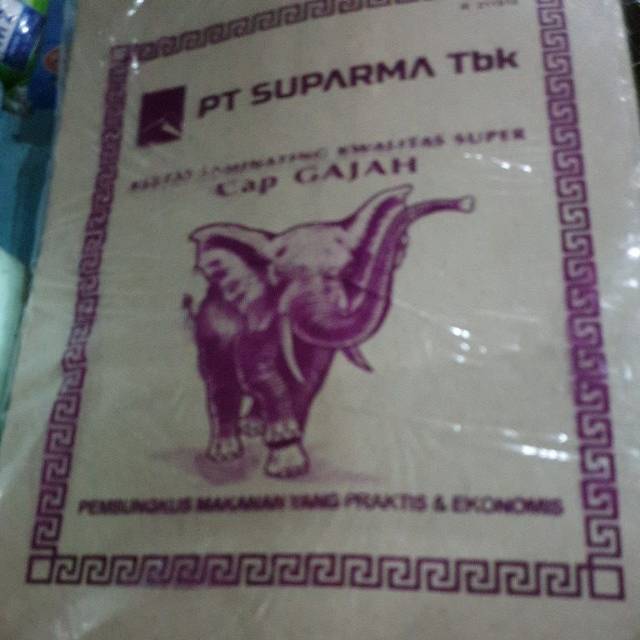 PT SUPARMA Tbk
KERTAS LAMINATING KWALITAS SUPER
Cap GAJAH
PEMBUNGKUS MAKANAN YANG PRAKTIS & EKONOMIS